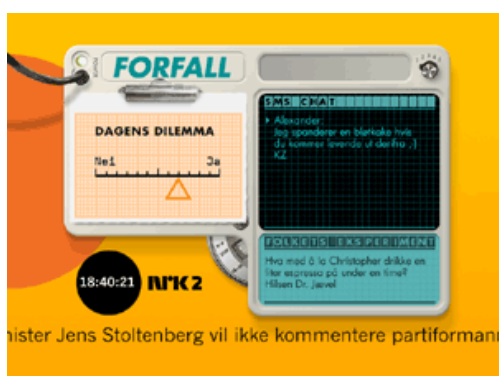 FORFALL
DAGENS DILEMMA
Nei Ja
SMS CHAT
Alexander:
Jeg spanderer en bløtkake hvis
du kommer levende ut derifra ;)
KZ
FOLKETS EKSPERIMENT
Hva med å la Christopher drikke en
liter espresso på under en time?
Hilsen Dr. Jævel
18:40:21 NRK2
nister Jens Stoltenberg vil ikke kommentere partiformann